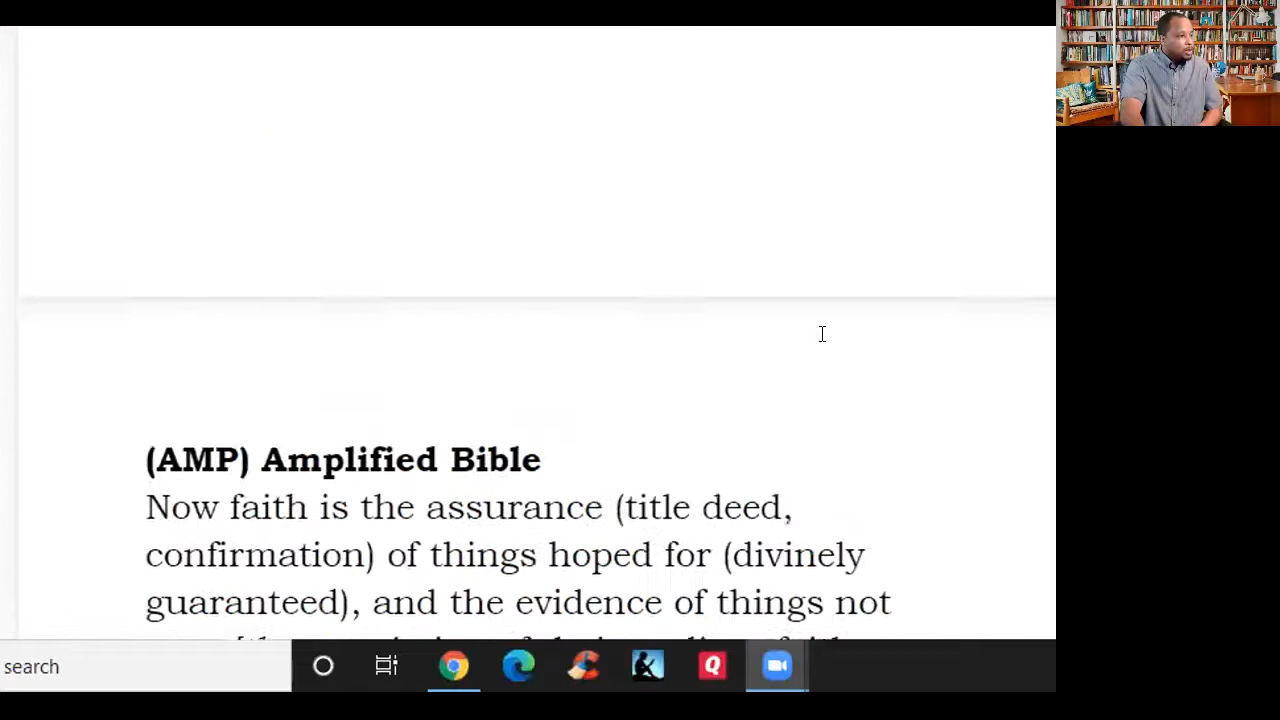 (AMP) Amplified Bible
Now faith is the assurance (title deed,
confirmation) of things hoped for (divinely
guaranteed), and the evidence of things not
search
Q